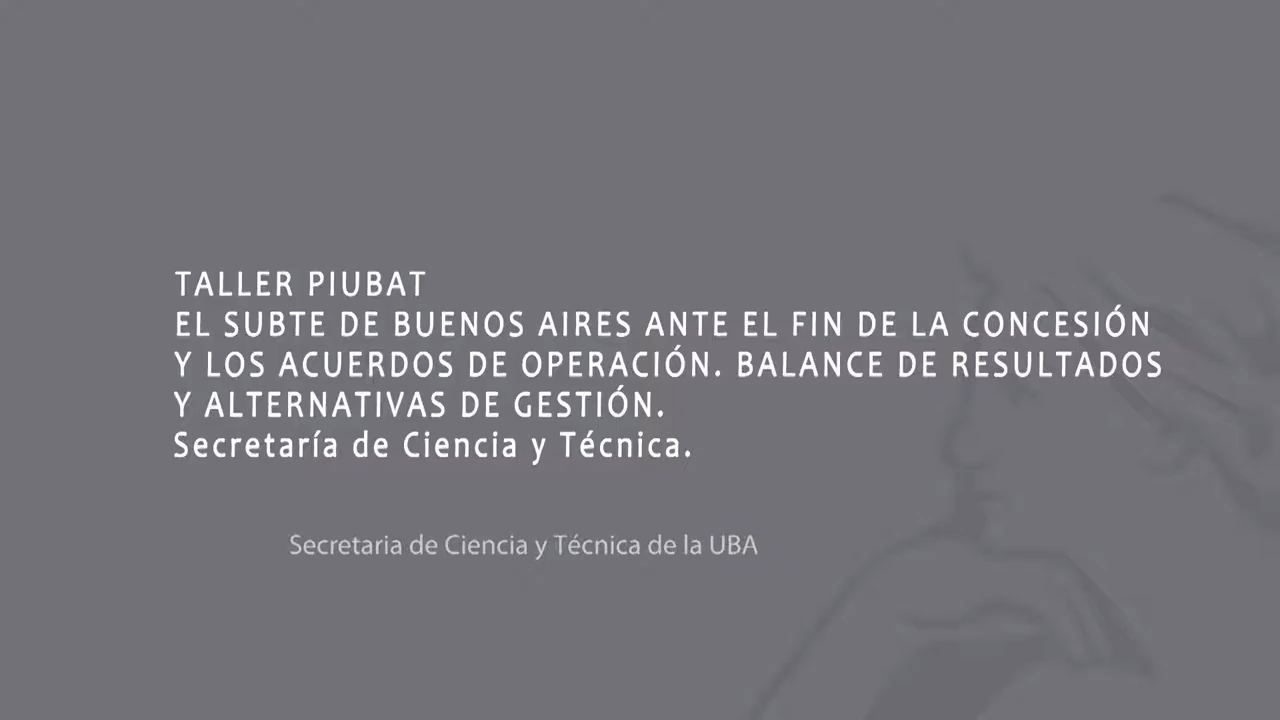 TALLER PIUBAT
EL SUBTE DE BUENOS AIRES ANTE EL FIN DE LA CONCESIÓN
Y LOS ACUERDOS DE OPERACIÓN. BALANCE DE RESULTADOS
Y ALTERNATIVAS DE GESTIÓN.
Secretaría de Ciencia y Técnica.
Secretaria de Ciencia y Técnica de la UBA